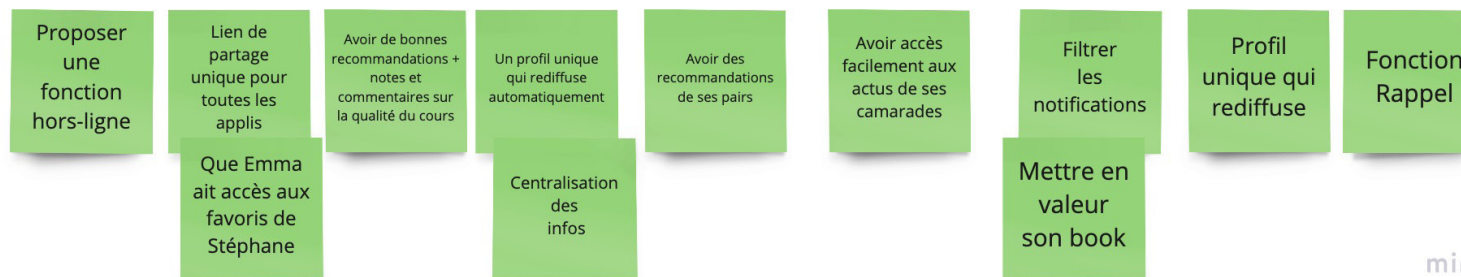 Proposer
une
fonction
hors-ligne
Lien de
partage
unique pour
toutes les
applis
Avoir de bonnes
recommandations +
notes et
commentaires sur
la qualité du cours
Un profil unique
qui rediffuse
automatiquement
Avoir des
recommandations
de ses pairs
Avoir accès
facilement aux
actus de ses
camarades
Filtrer
les
notifications
Profil
unique qui
rediffuse
Fonction
Rappel
Que Emma
ait accès aux
favoris de
Stéphane
Centralisation
des
infos
Mettre en
valeur
son book